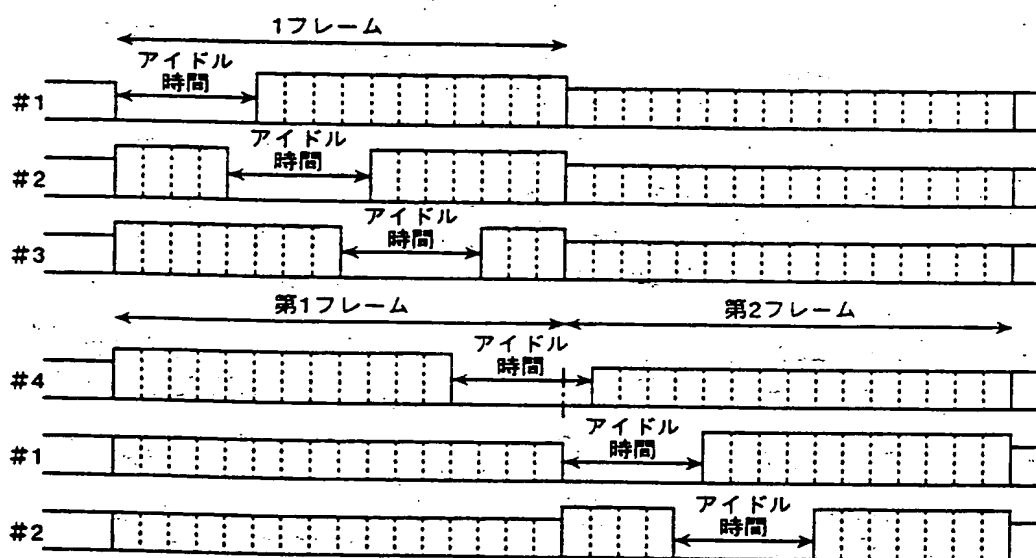 1フレーム
アイドル
時間
#1
アイドル
時間
#2
アイドル
時間
#3
第1フレーム
第2フレーム
アイドル
時間
#4
アイドル
時間
#1
アイドル
時間
#2